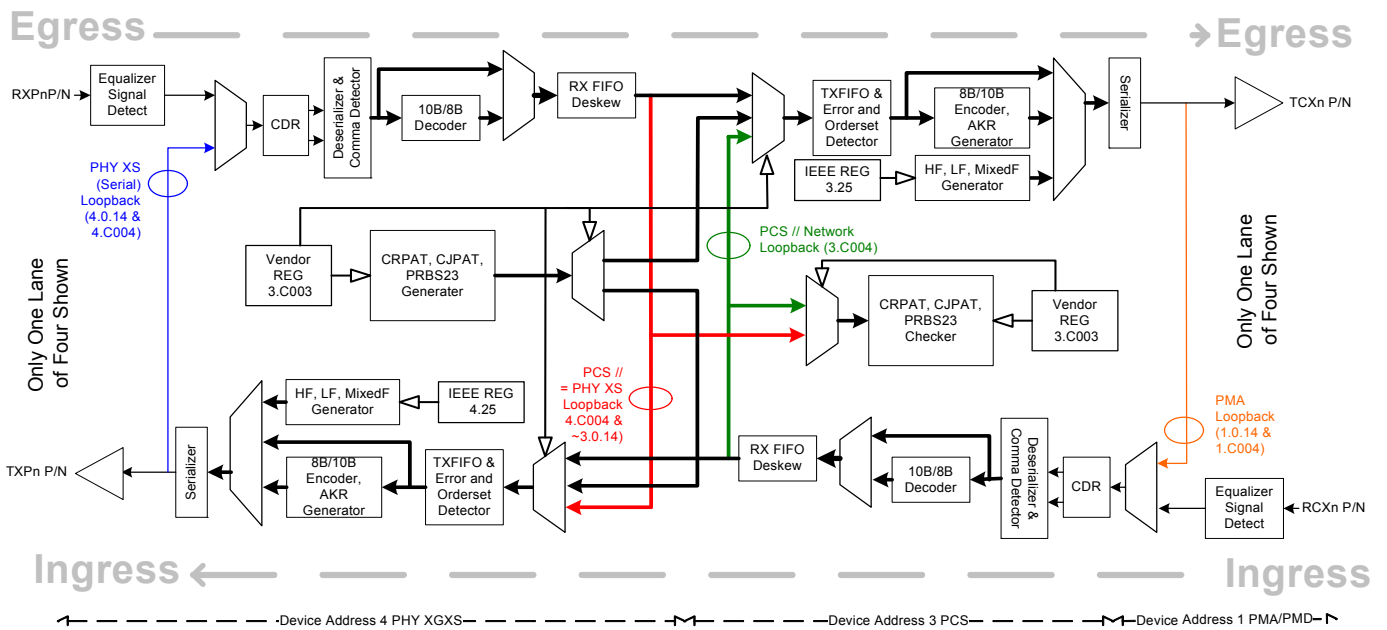 Egress
Egress
RXPnP/N
Equalizer
Signal
Detect
CDR
Deserializer &
Comma Detector
10B/8B
Decoder
RX FIFO
Deskew
TXFIFO &
Error and
Orderset
Detector
8B/10B
Encoder,
AKR
Generator
Serializer
TCXn P/N
IEEE REG
3.25
HF, LF, MixedF
Generator
PHY XS
(Serial)
Loopback
(4.0.14 &
4.C004)
Vendor
REG
3.C003
CRPAT, CJPAT,
PRBS23
Generater
PCS // Network
Loopback (3.C004)
CRPAT, CJPAT,
PRBS23
Checker
Vendor
REG
3.C003
Only One Lane
of Four Shown
Only One Lane
of Four Shown
HF, LF, MixedF
Generator
IEEE REG
4.25
PCS //
= PHY XS
Loopback
4.C004 &
~3.0.14)
PMA
Loopback
(1.0.14 &
1.C004)
TXPn P/N
Serializer
8B/10B
Encoder,
AKR
Generator
TXFIFO &
Error and
Orderset
Detector
RX FIFO
Deskew
10B/8B
Decoder
Deserializer &
Comma Detector
CDR
Equalizer
Signal
Detect
RCXn P/N
Ingress
Ingress
Device Address 4 PHY XGXS
Device Address 3 PCS
Device Address 1 PMA/PMD